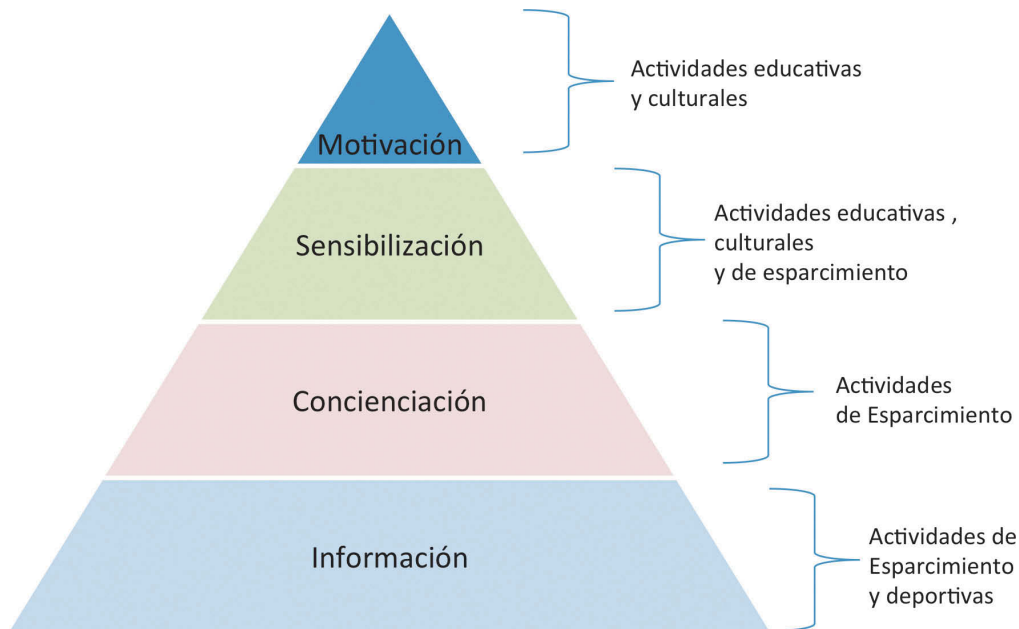 Motivación
Actividades educativas
y culturales
Sensibilización
Actividades educativas ,
culturales
y de esparcimiento
Concienciación
Actividades
de Esparcimiento
Información
Actividades de
Esparcimiento
y deportivas